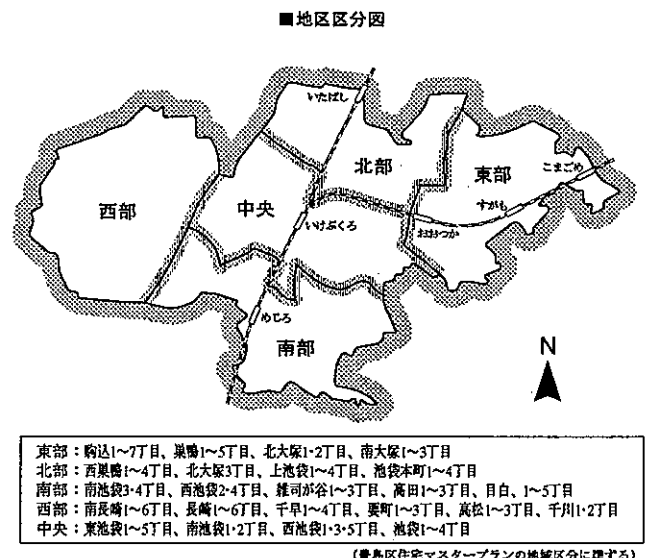 ■地区区分図
いたばし
北部
東部
こまごめ
西部
中央
すがも
いけぶくろ
おおつか
めじろ
南部
N
東部：駒込1～7丁目、巣鴨1～5丁目、北大塚1･2丁目、南大塚1～3丁目
北部：西巣鴨1～4丁目、北大塚3丁目、上池袋1～4丁目、池袋本町1～4丁目
南部：南池袋3･4丁目、西池袋2･4丁目、雑司が谷1～3丁目、高田1～3丁目、目白、1～5丁目
西部：南長崎1～6丁目、長崎1～6丁目、千早1～4丁目、要町1～3丁目、高松1～3丁目、千川1･2丁目
中央：東池袋1～5丁目、南池袋1･2丁目、西池袋1･3･5丁目、池袋1～4丁目
（豊島区住宅マスタープランの地域区分に準ずる）